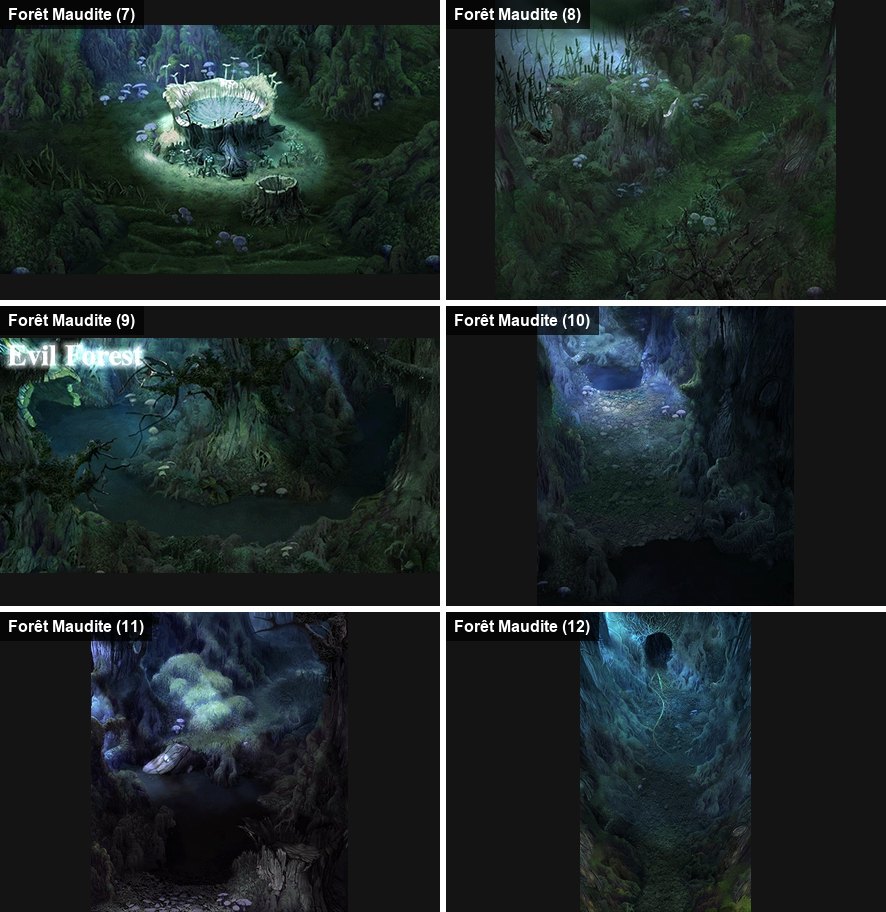 Forêt Maudite (7)
Forêt Maudite (8)
Forêt Maudite (9)
Evil Forest
Forêt Maudite (10)
Forêt Maudite (11)
Forêt Maudite (12)